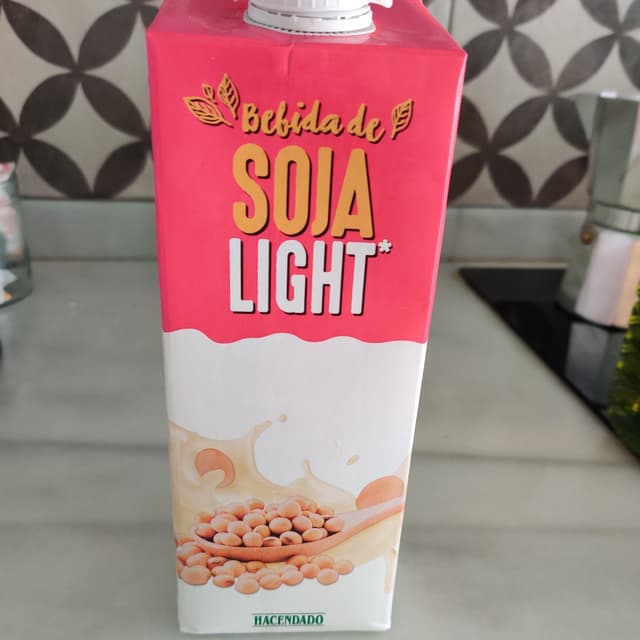 Bebida de
SOJA
LIGHT*
HACENDADO